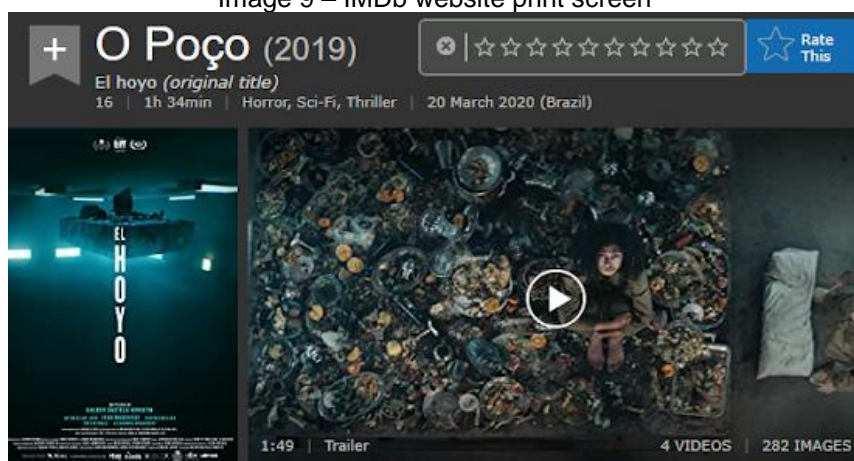 Image 9 – IMDb website print screen
+ O Poço (2019)
Rate
This
El hoyo (original title)
16 | 1h 34min | Horror, Sci-Fi, Thriller | 20 March 2020 (Brazil)
tiff
EL
HOYO
1:49 | Trailer
4 VIDEOS | 282 IMAGES